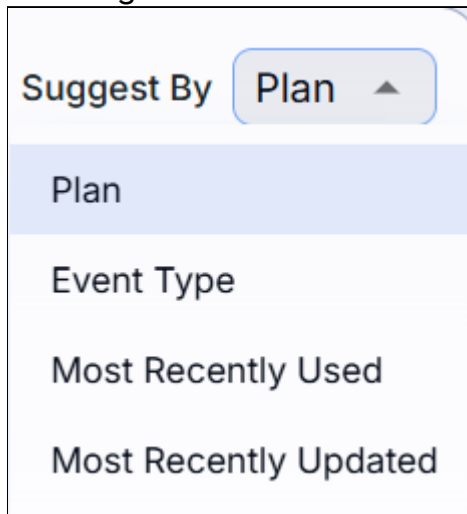 Suggest By Plan
Plan
Event Type
Most Recently Used
Most Recently Updated